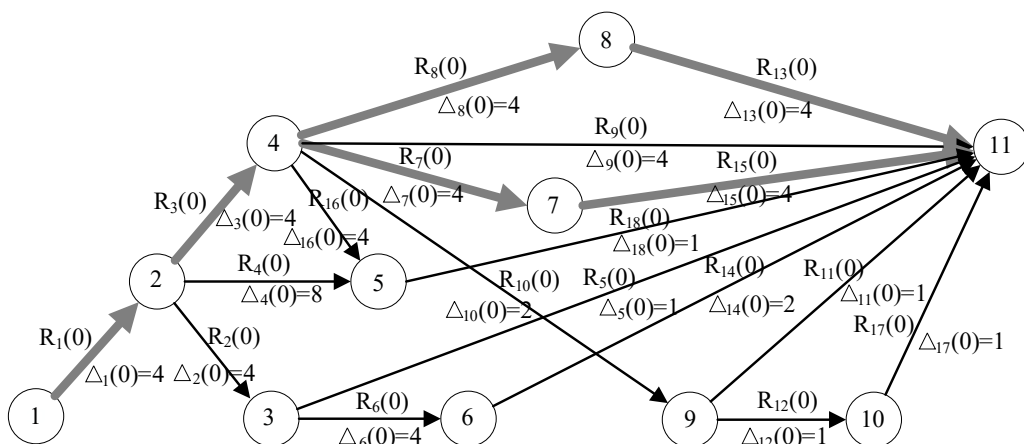 8
R₈(0)
R₁₃(0)
△₈(0)=4
△₁₃(0)=4
4
R₉(0)
11
R₇(0)
△₉(0)=4
R₁₅(0)
R₃(0)
R₁₆(0)
△₇(0)=4
7
△₁₅(0)=4
△₃(0)=4
△₁₆(0)=4
R₁₈(0)
△₁₈(0)=1
2
R₄(0)
5
R₁₀(0)
R₅(0)
R₁₄(0)
R₁₁(0)
△₄(0)=8
△₁₀(0)=2
△₅(0)=1
△₁₄(0)=2
△₁₁(0)=1
R₁(0)
R₂(0)
R₁₇(0)
△₁₇(0)=1
△₁(0)=4
△₂(0)=4
1
3
R₆(0)
6
9
R₁₂(0)
10
△₆(0)=4
△₁₂(0)=1